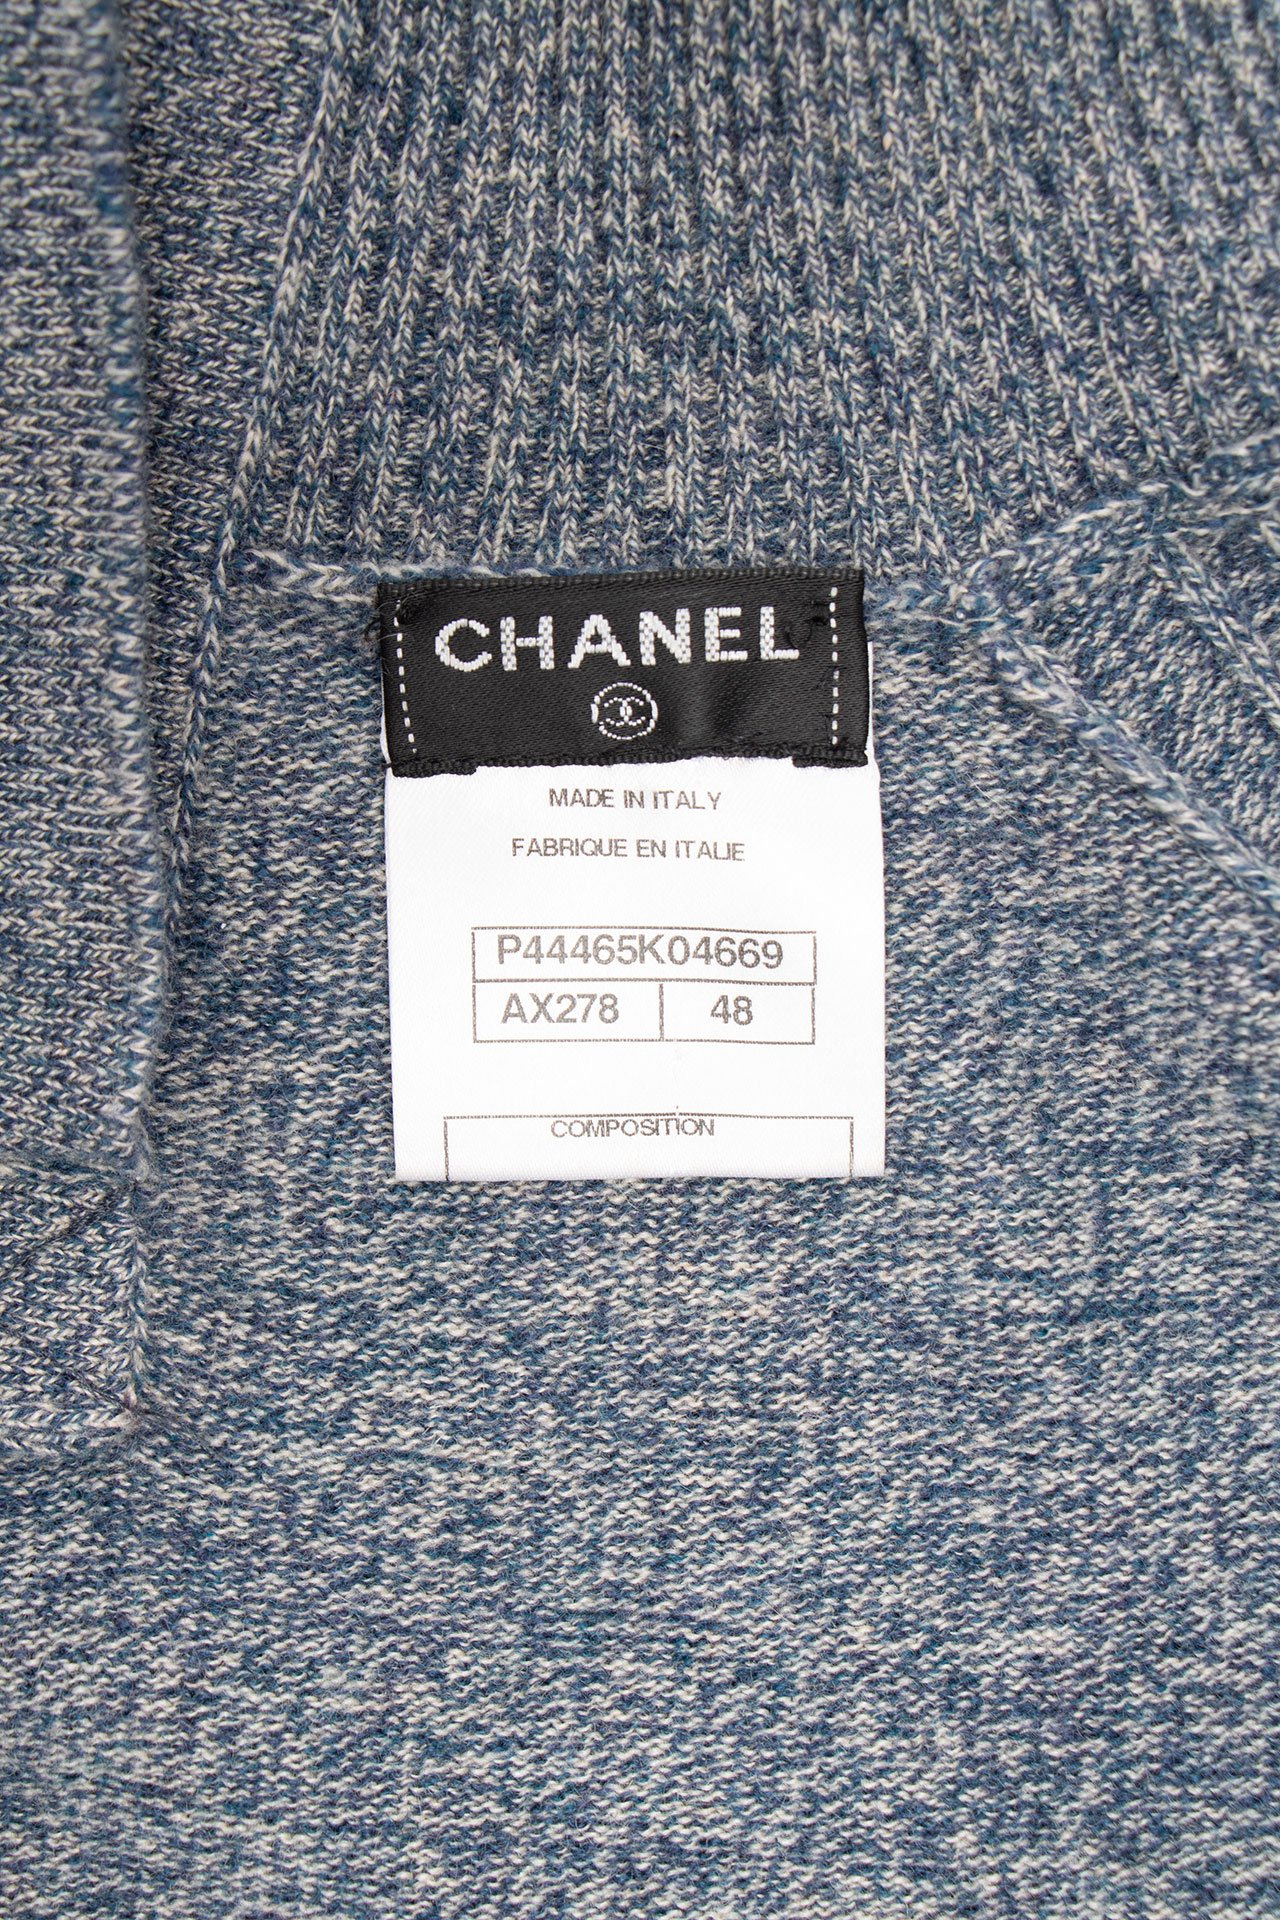 CHANEL
MADE IN ITALY
FABRIQUE EN ITALIE
P44465K04669
AX278 48
COMPOSITION